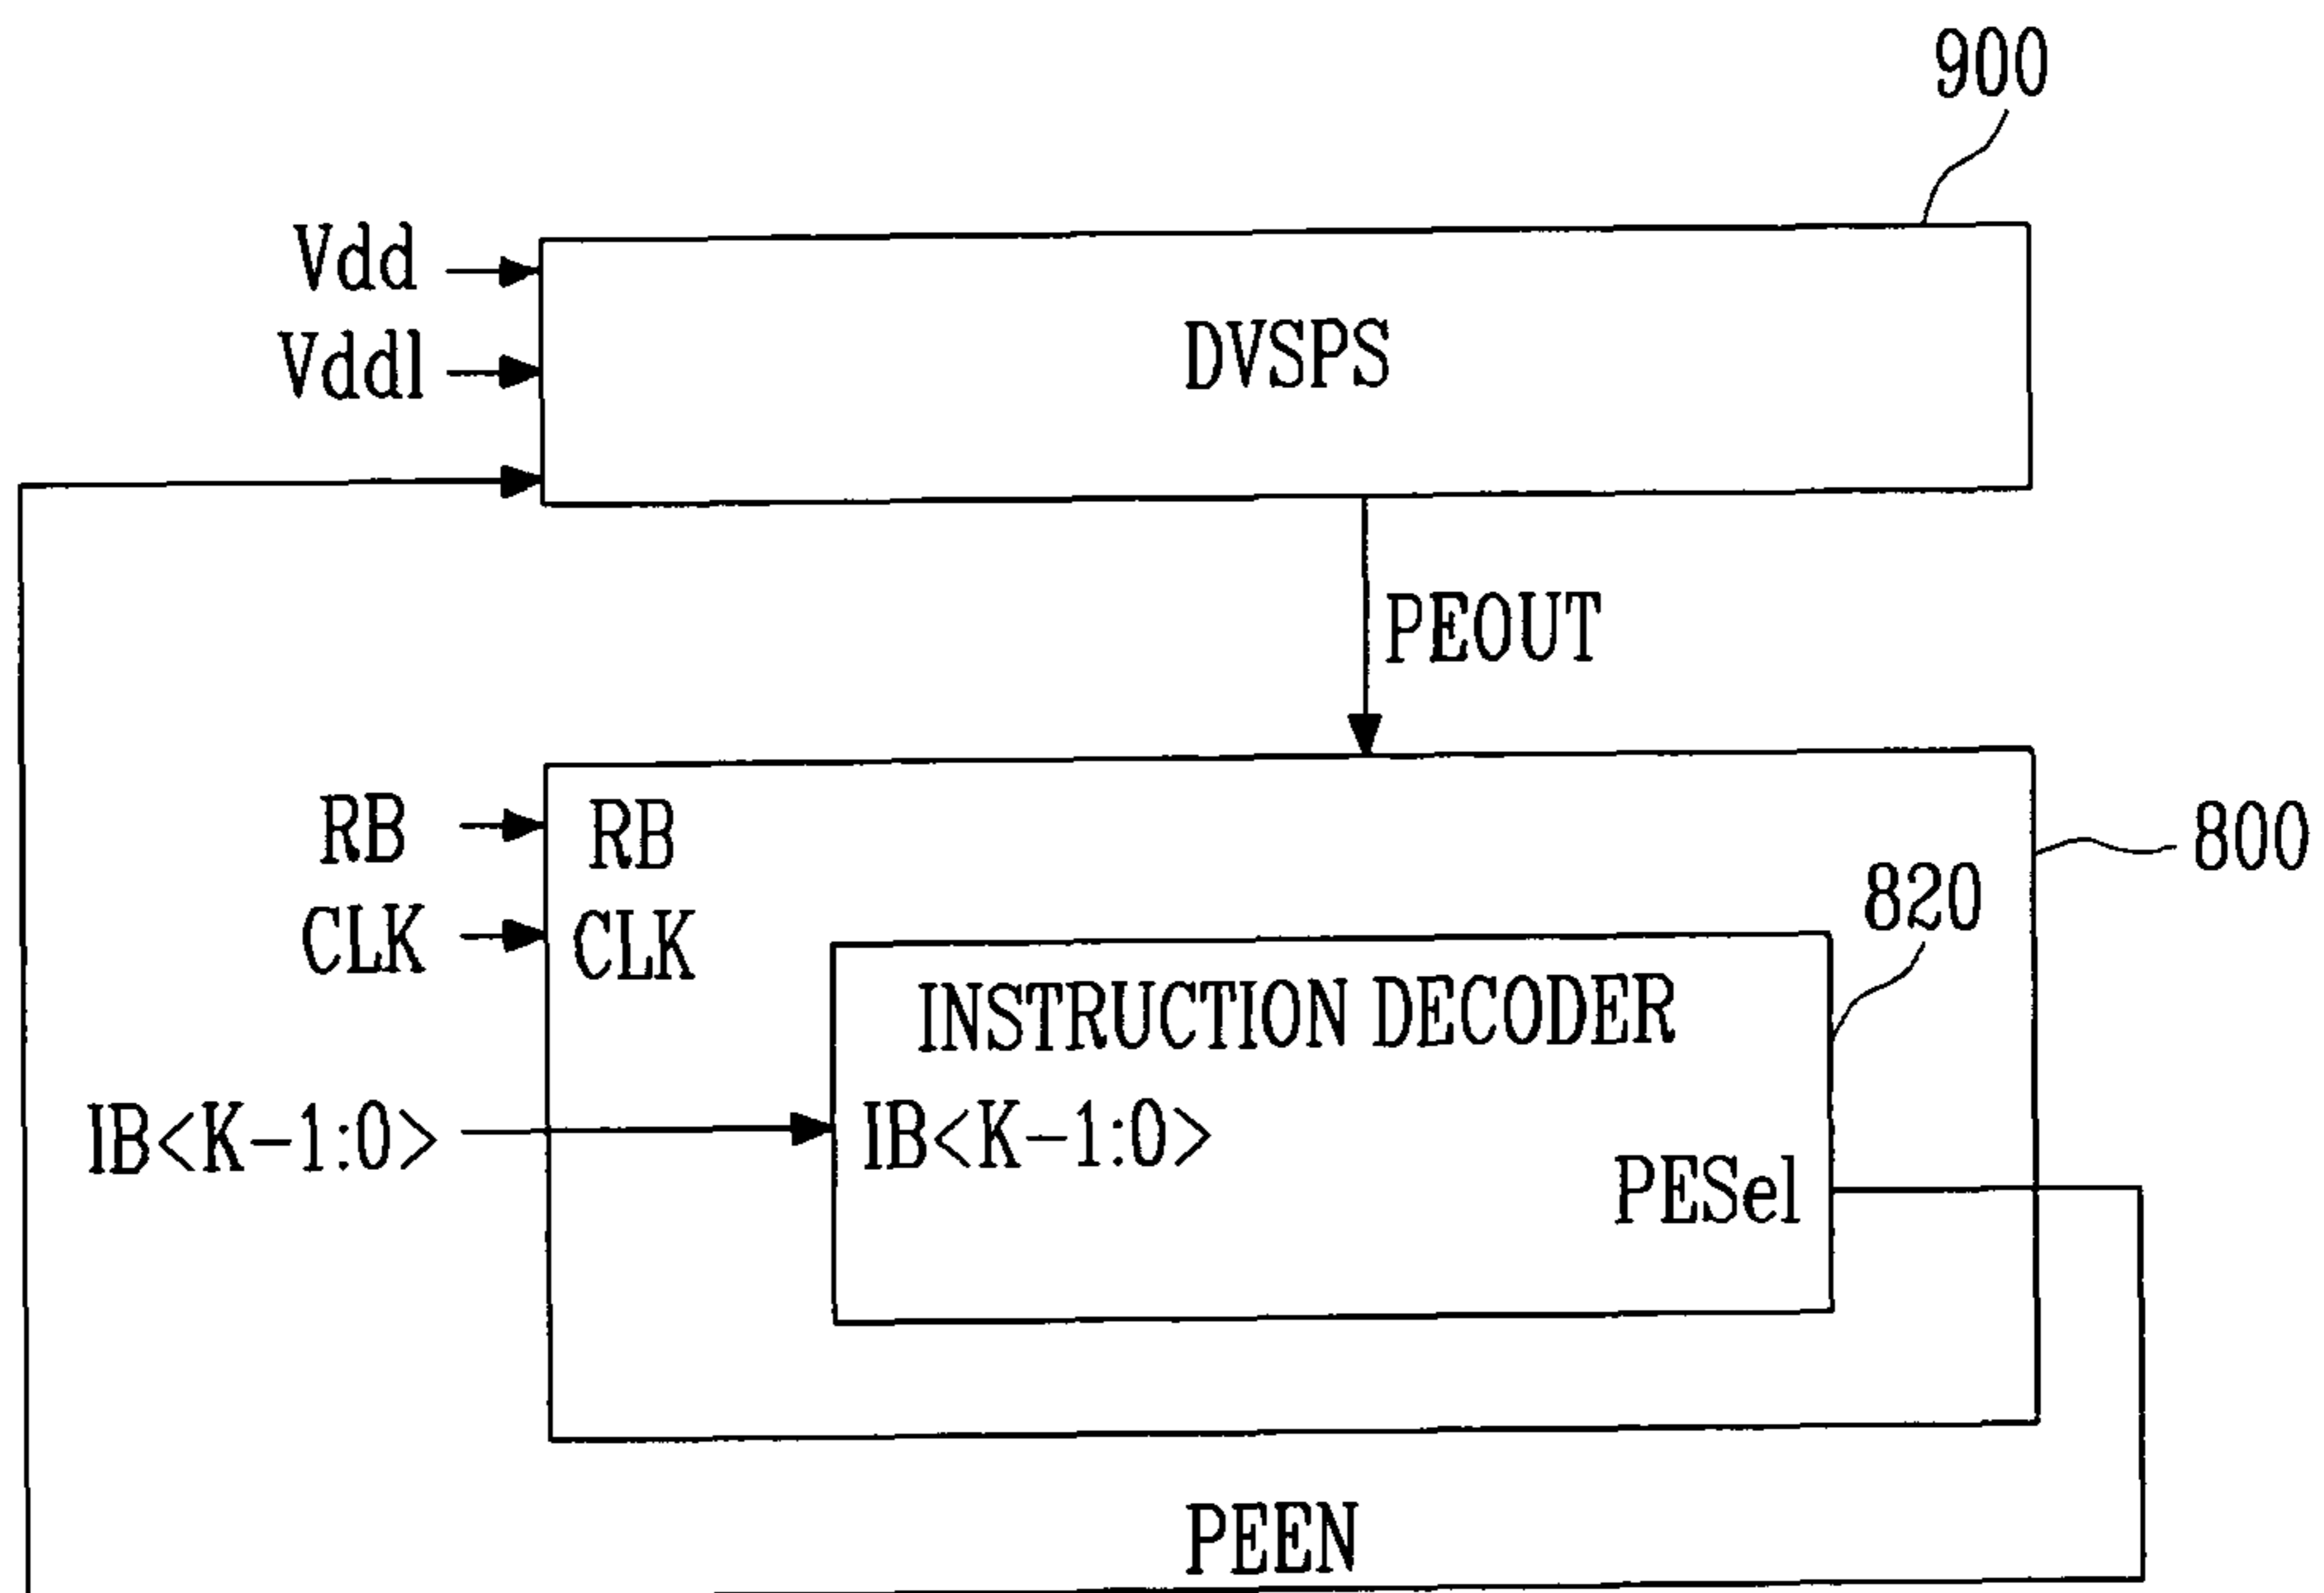 900
Vdd
Vddl
DVSPS
PEOUT
RB
RB
800
820
CLK
CLK
INSTRUCTION DECODER
IB<K-1:0>
IB<K-1:0>
PESel
PEEN